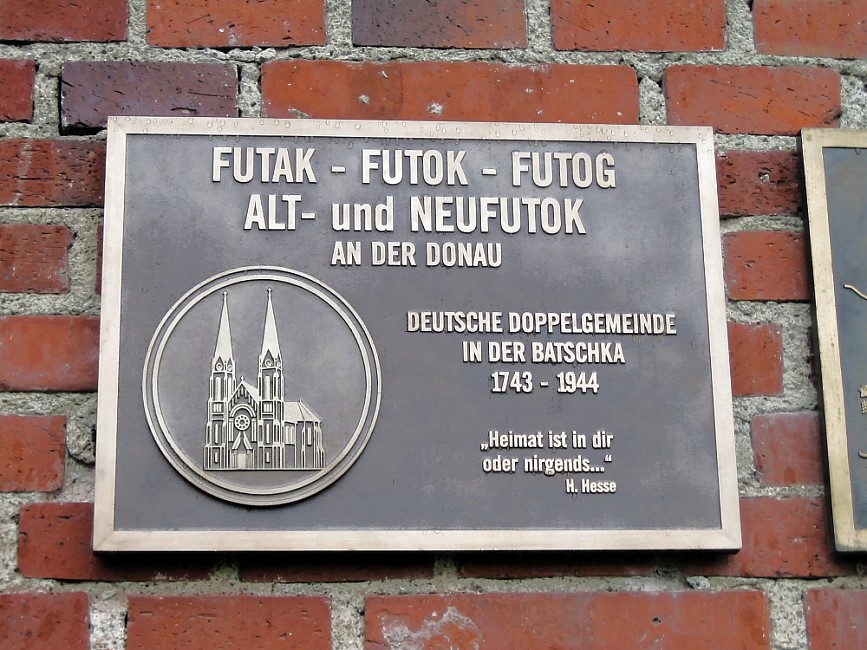 FUTAK - FUTOK - FUTOG
ALT- und NEUFUTOK
AN DER DONAU
DEUTSCHE DOPPELGEMEINDE
IN DER BATSCHKA
1743 - 1944
„Heimat ist in dir
oder nirgends..."
H. Hesse